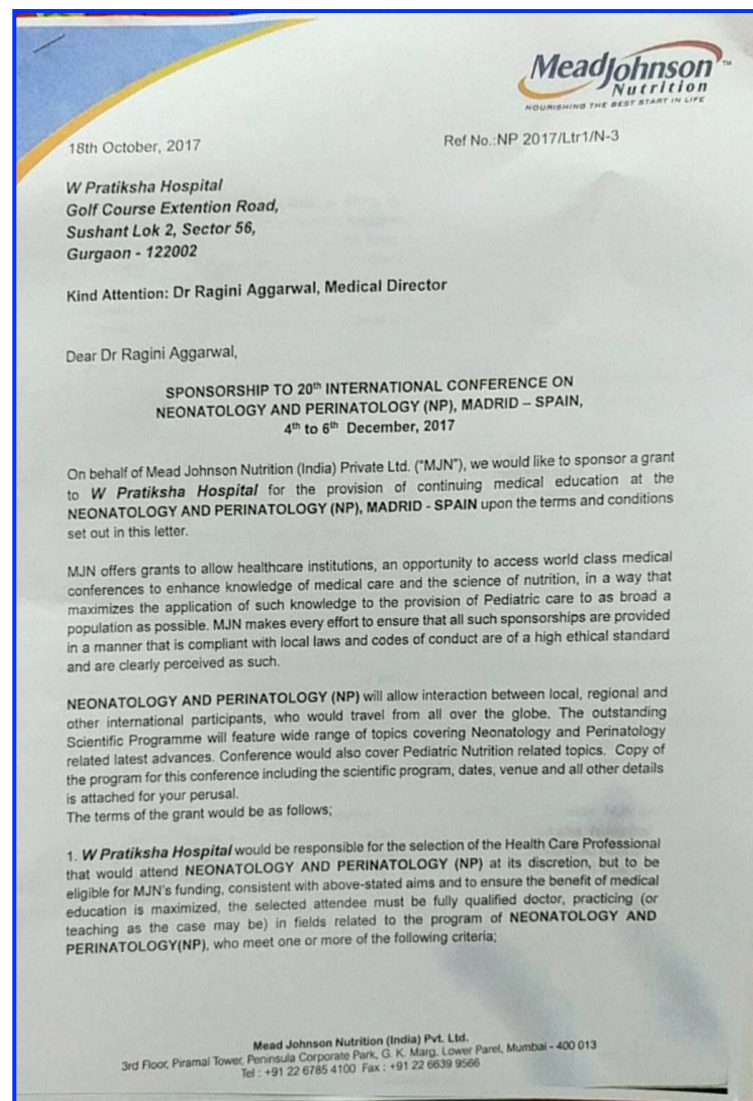 MeadJohnson™
Nutrition
NOURISHING THE BEST START IN LIFE
18th October, 2017
Ref No.:NP 2017/Ltr1/N-3
W Pratiksha Hospital
Golf Course Extention Road,
Sushant Lok 2, Sector 56,
Gurgaon - 122002
Kind Attention: Dr Ragini Aggarwal, Medical Director
Dear Dr Ragini Aggarwal,
SPONSORSHIP TO 20th INTERNATIONAL CONFERENCE ON
NEONATOLOGY AND PERINATOLOGY (NP), MADRID – SPAIN,
4th to 6th December, 2017
On behalf of Mead Johnson Nutrition (India) Private Ltd. ("MJN"), we would like to sponsor a grant
to W Pratiksha Hospital for the provision of continuing medical education at the
NEONATOLOGY AND PERINATOLOGY (NP), MADRID - SPAIN upon the terms and conditions
set out in this letter.
MJN offers grants to allow healthcare institutions, an opportunity to access world class medical
conferences to enhance knowledge of medical care and the science of nutrition, in a way that
maximizes the application of such knowledge to the provision of Pediatric care to as broad a
population as possible. MJN makes every effort to ensure that all such sponsorships are provided
in a manner that is compliant with local laws and codes of conduct are of a high ethical standard
and are clearly perceived as such.
NEONATOLOGY AND PERINATOLOGY (NP) will allow interaction between local, regional and
other international participants, who would travel from all over the globe. The outstanding
Scientific Programme will feature wide range of topics covering Neonatology and Perinatology
related latest advances. Conference would also cover Pediatric Nutrition related topics. Copy of
the program for this conference including the scientific program, dates, venue and all other details
is attached for your perusal.
The terms of the grant would be as follows;
1. W Pratiksha Hospital would be responsible for the selection of the Health Care Professional
that would attend NEONATOLOGY AND PERINATOLOGY (NP) at its discretion, but to be
eligible for MJN's funding, consistent with above-stated aims and to ensure the benefit of medical
education is maximized, the selected attendee must be fully qualified doctor, practicing (or
teaching as the case may be) in fields related to the program of NEONATOLOGY AND
PERINATOLOGY(NP), who meet one or more of the following criteria;
Mead Johnson Nutrition (India) Pvt. Ltd.
3rd Floor, Piramal Tower, Peninsula Corporate Park, G. K. Marg, Lower Parel, Mumbai - 400 013
Tel : +91 22 6785 4100 Fax : +91 22 6639 9566